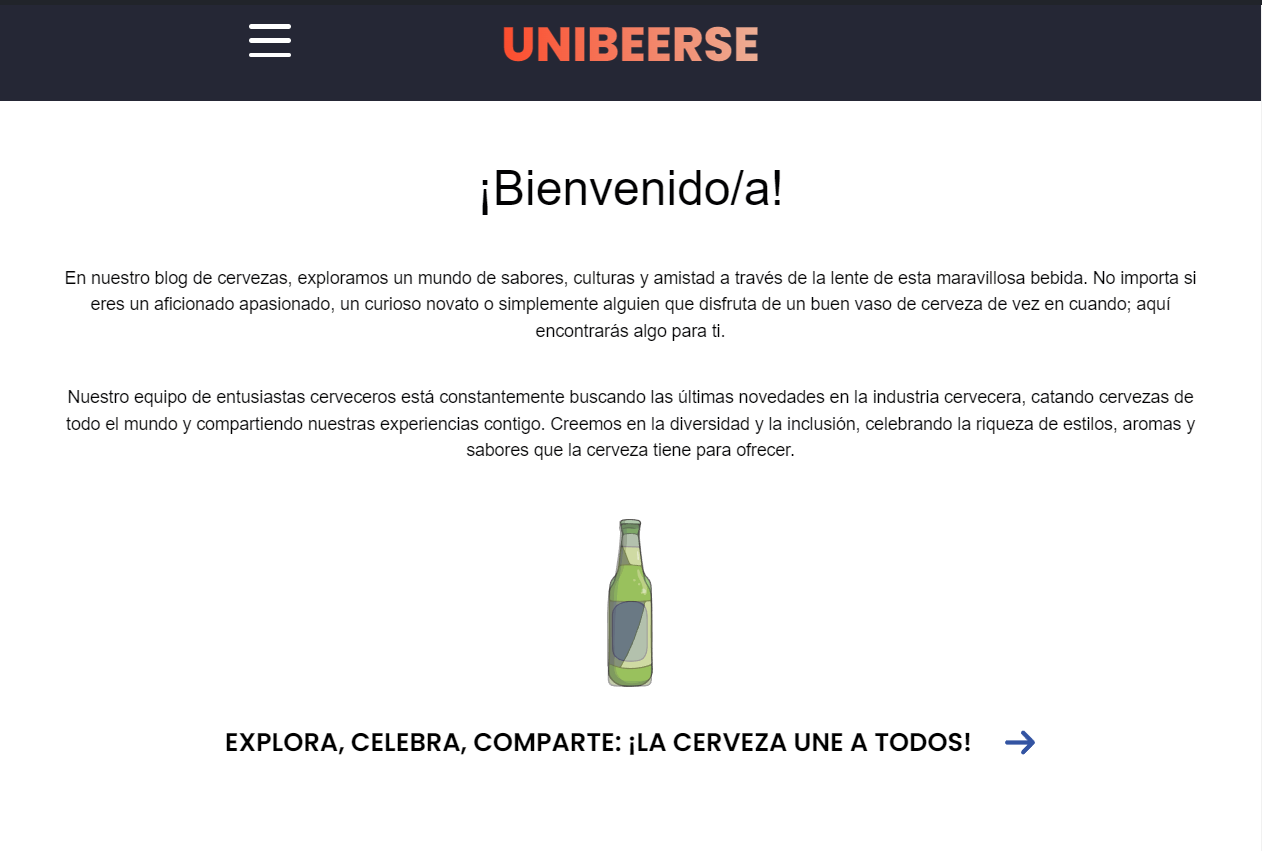 UNIBEERSE
¡Bienvenido/a!
En nuestro blog de cervezas, exploramos un mundo de sabores, culturas y amistad a través de la lente de esta maravillosa bebida. No importa si
eres un aficionado apasionado, un curioso novato o simplemente alguien que disfruta de un buen vaso de cerveza de vez en cuando; aquí
encontrarás algo para ti.
Nuestro equipo de entusiastas cerveceros está constantemente buscando las últimas novedades en la industria cervecera, catando cervezas de
todo el mundo y compartiendo nuestras experiencias contigo. Creemos en la diversidad y la inclusión, celebrando la riqueza de estilos, aromas y
sabores que la cerveza tiene para ofrecer.
EXPLORA, CELEBRA, COMPARTE: ¡LA CERVEZA UNE A TODOS!